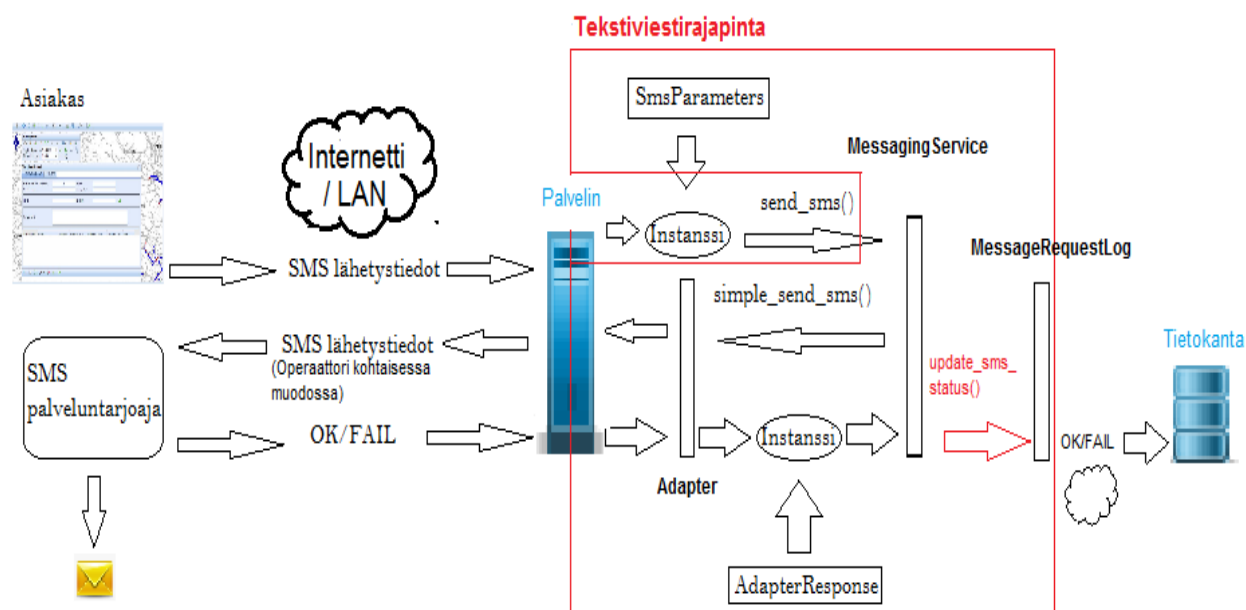 Tekstiviestirajapinta
Asiakas
SmsParameters
Internetti
/ LAN
MessagingService
Palvelin
send_sms()
Instanssi
MessageRequestLog
SMS lähetystiedot
simple_send_sms()
SMS lähetystiedot
(Operaattori kohtaisessa
muodossa)
Tietokanta
update_sms_
status()
SMS
palveluntarjoaja
OK/FAIL
Instanssi
OK/FAIL
Adapter
AdapterResponse